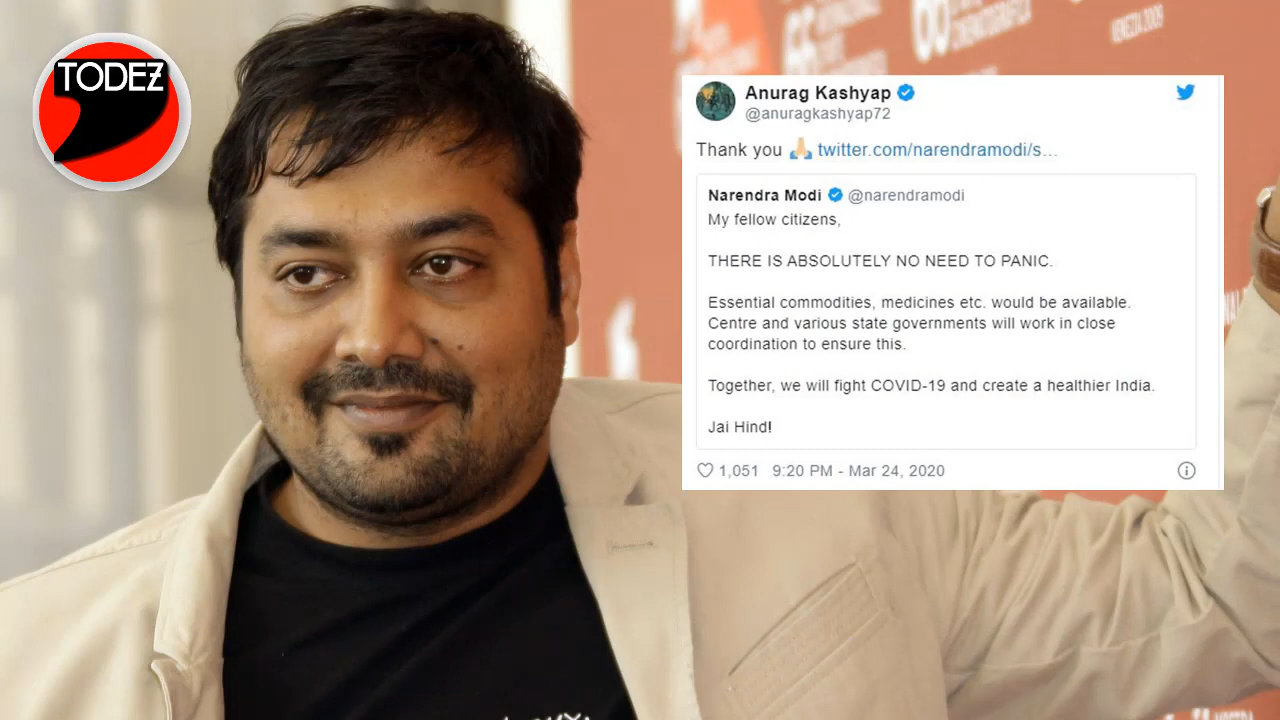 TODEZ
VENEZIA 2009
Anurag Kashyap
@anuragkashyap72
Thank you 🙏 twitter.com/narendramodi/s...
Narendra Modi @narendramodi
My fellow citizens,
THERE IS ABSOLUTELY NO NEED TO PANIC.
Essential commodities, medicines etc. would be available.
Centre and various state governments will work in close
coordination to ensure this.
Together, we will fight COVID-19 and create a healthier India.
Jai Hind!
1,051 9:20 PM - Mar 24, 2020